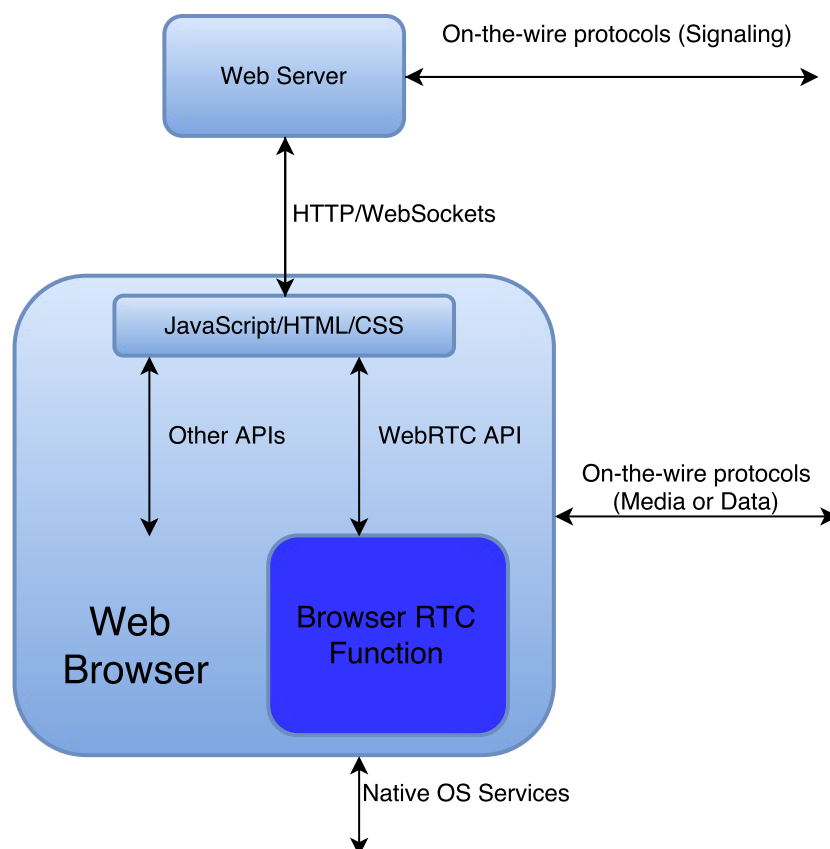 On-the-wire protocols (Signaling)
Web Server
HTTP/WebSockets
JavaScript/HTML/CSS
Other APIs
WebRTC API
On-the-wire protocols
(Media or Data)
Web
Browser
Browser RTC
Function
Native OS Services